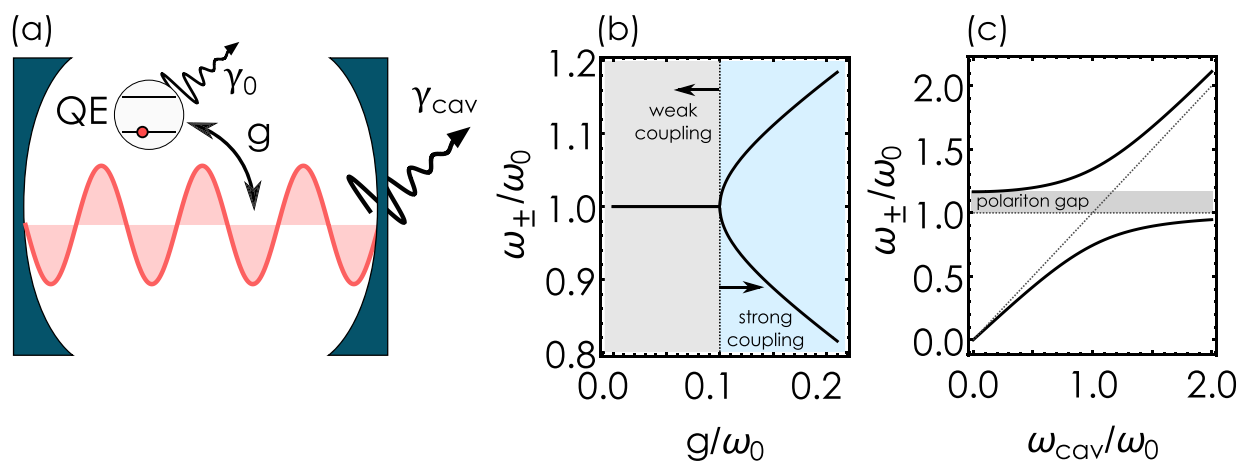 (a)
QE
γ₀
g
γcav
(b)
ω±/ω₀
1.2
1.1
1.0
0.9
0.8
weak
coupling
strong
coupling
0.0
0.1
0.2
g/ω₀
(c)
ω±/ω₀
2.0
1.5
1.0
0.5
0.0
polariton gap
0.0
1.0
2.0
ωcav/ω₀